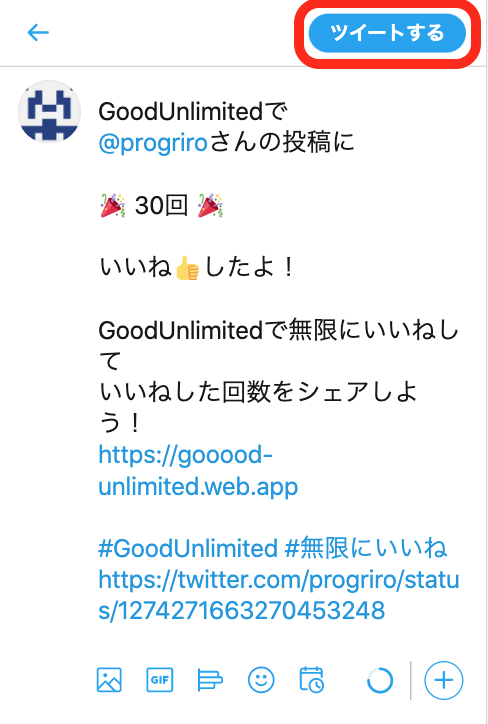 ツイートする
GoodUnlimitedで
@progriroさんの投稿に
🎉 30回 🎉
いいね👍したよ！
GoodUnlimitedで無限にいいねし
て
いいねした回数をシェアしよ
う！
https://gooood-
unlimited.web.app
#GoodUnlimited #無限にいいね
https://twitter.com/progriro/statu
s/1274271663270453248
GIF